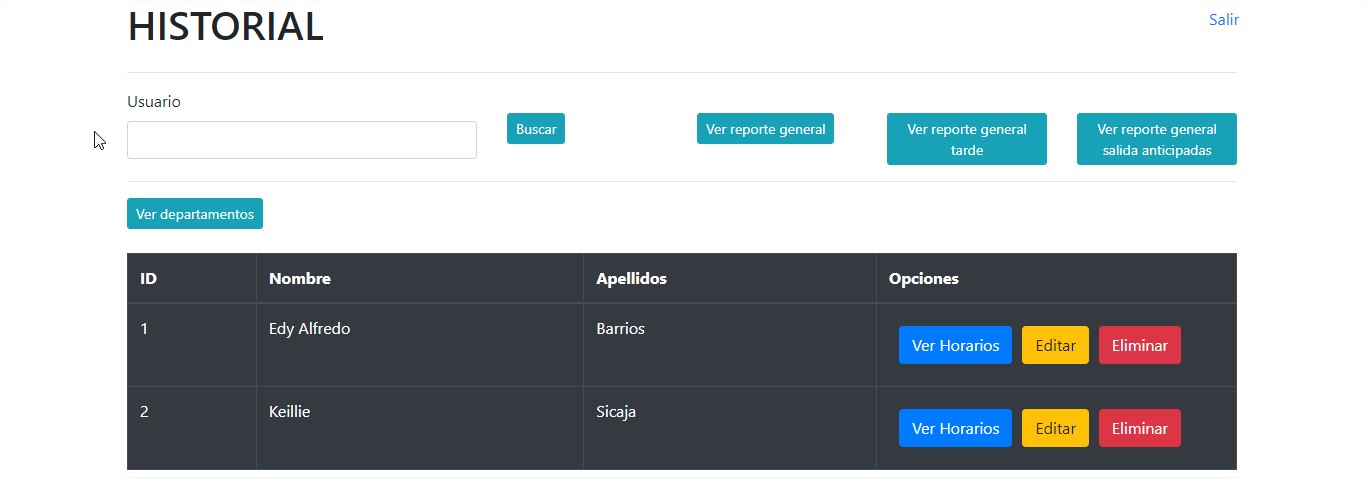 HISTORIAL
Salir
Usuario
Buscar
Ver reporte general
Ver reporte general
tarde
Ver reporte general
salida anticipadas
Ver departamentos
ID Nombre Apellidos Opciones
1 Edy Alfredo Barrios Ver Horarios Editar Eliminar
2 Keillie Sicaja Ver Horarios Editar Eliminar